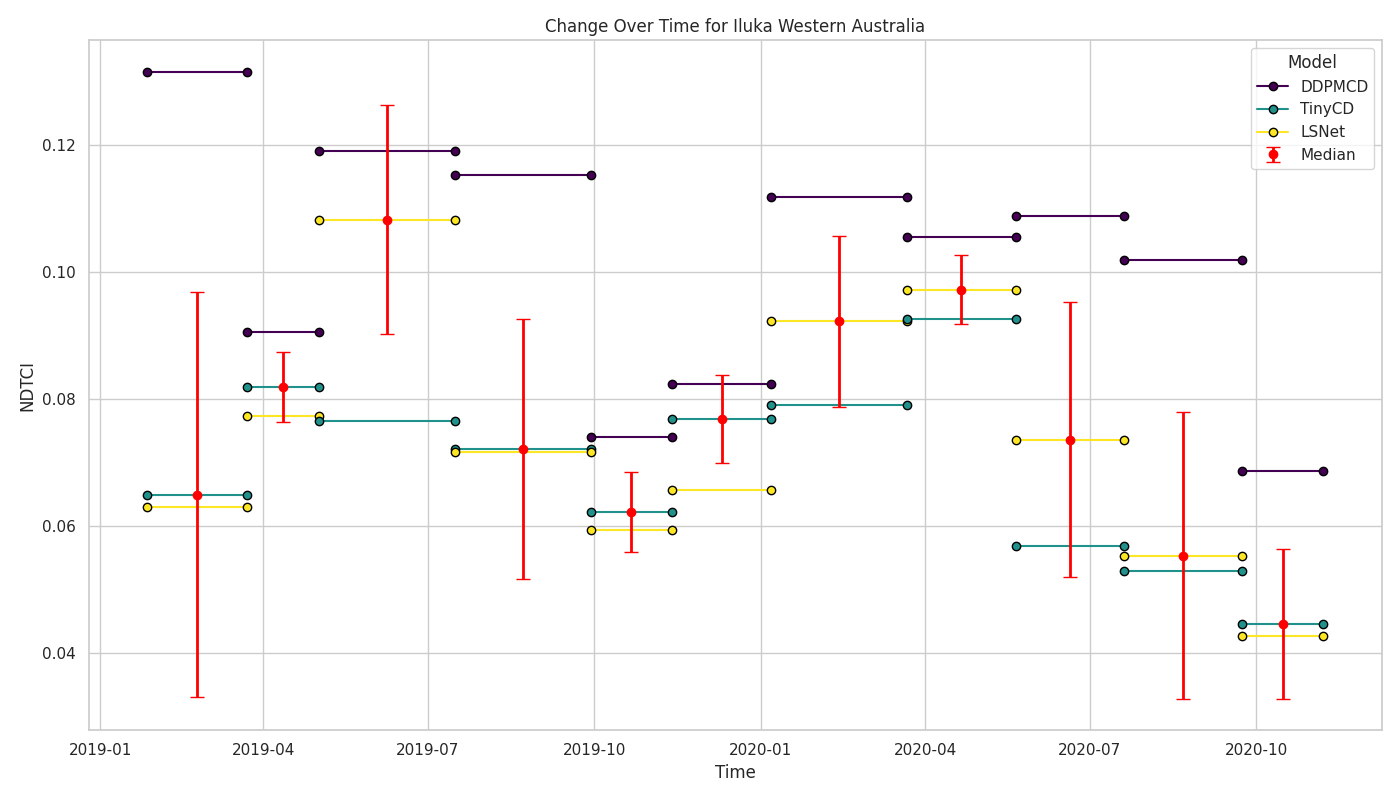 Change Over Time for Iluka Western Australia
Model
DDPMCD
TinyCD
LSNet
Median
0.12
0.10
0.08
0.06
0.04
NDTCI
2019-01
2019-04
2019-07
2019-10
2020-01
2020-04
2020-07
2020-10
Time